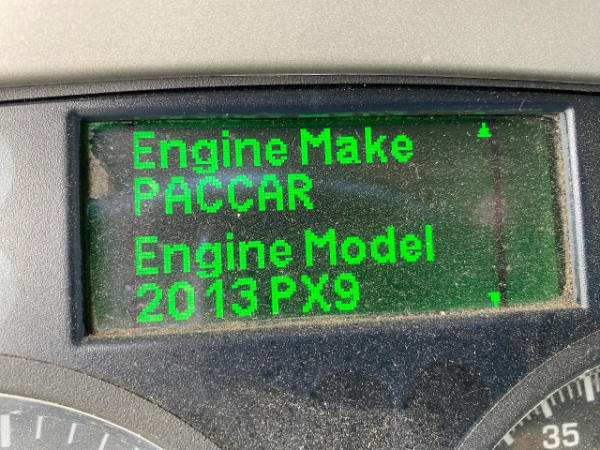 Engine Make
PACCAR
Engine Model
2013 PX9
35